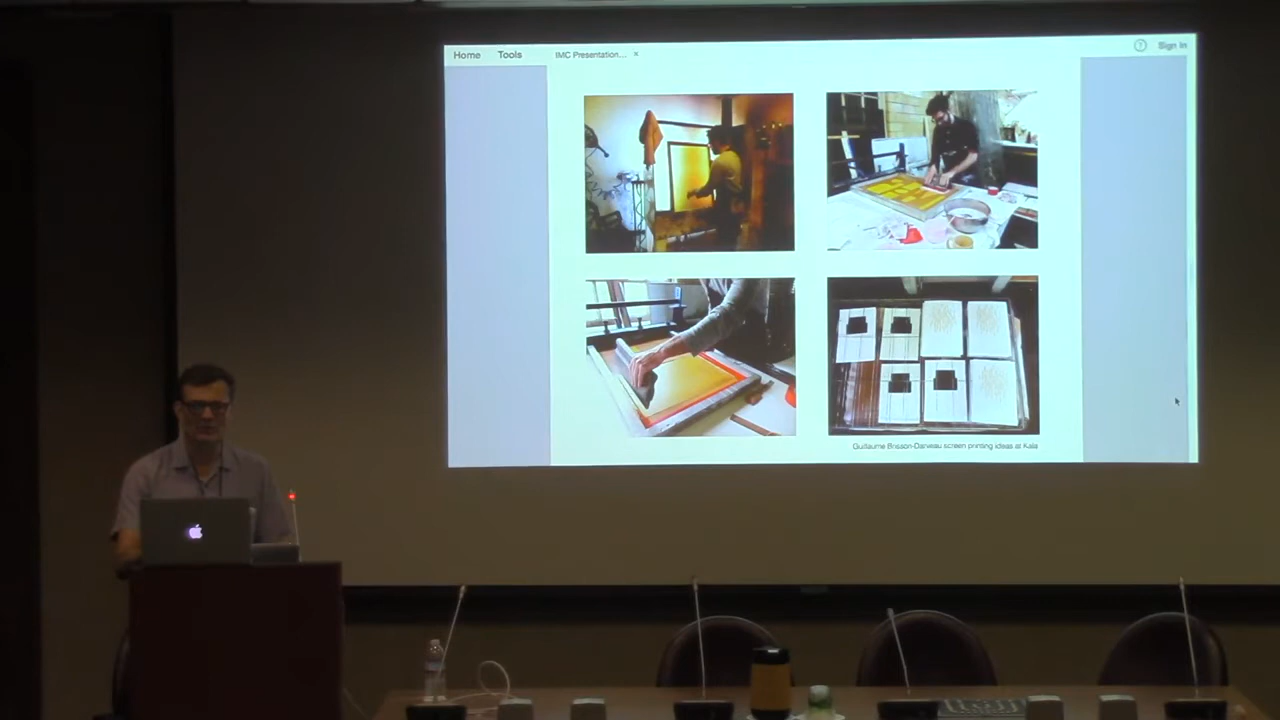 Home Tools IMC Presentation... × ? Sign In
Guillaume Brisson-Darveau screen printing ideas at Kala